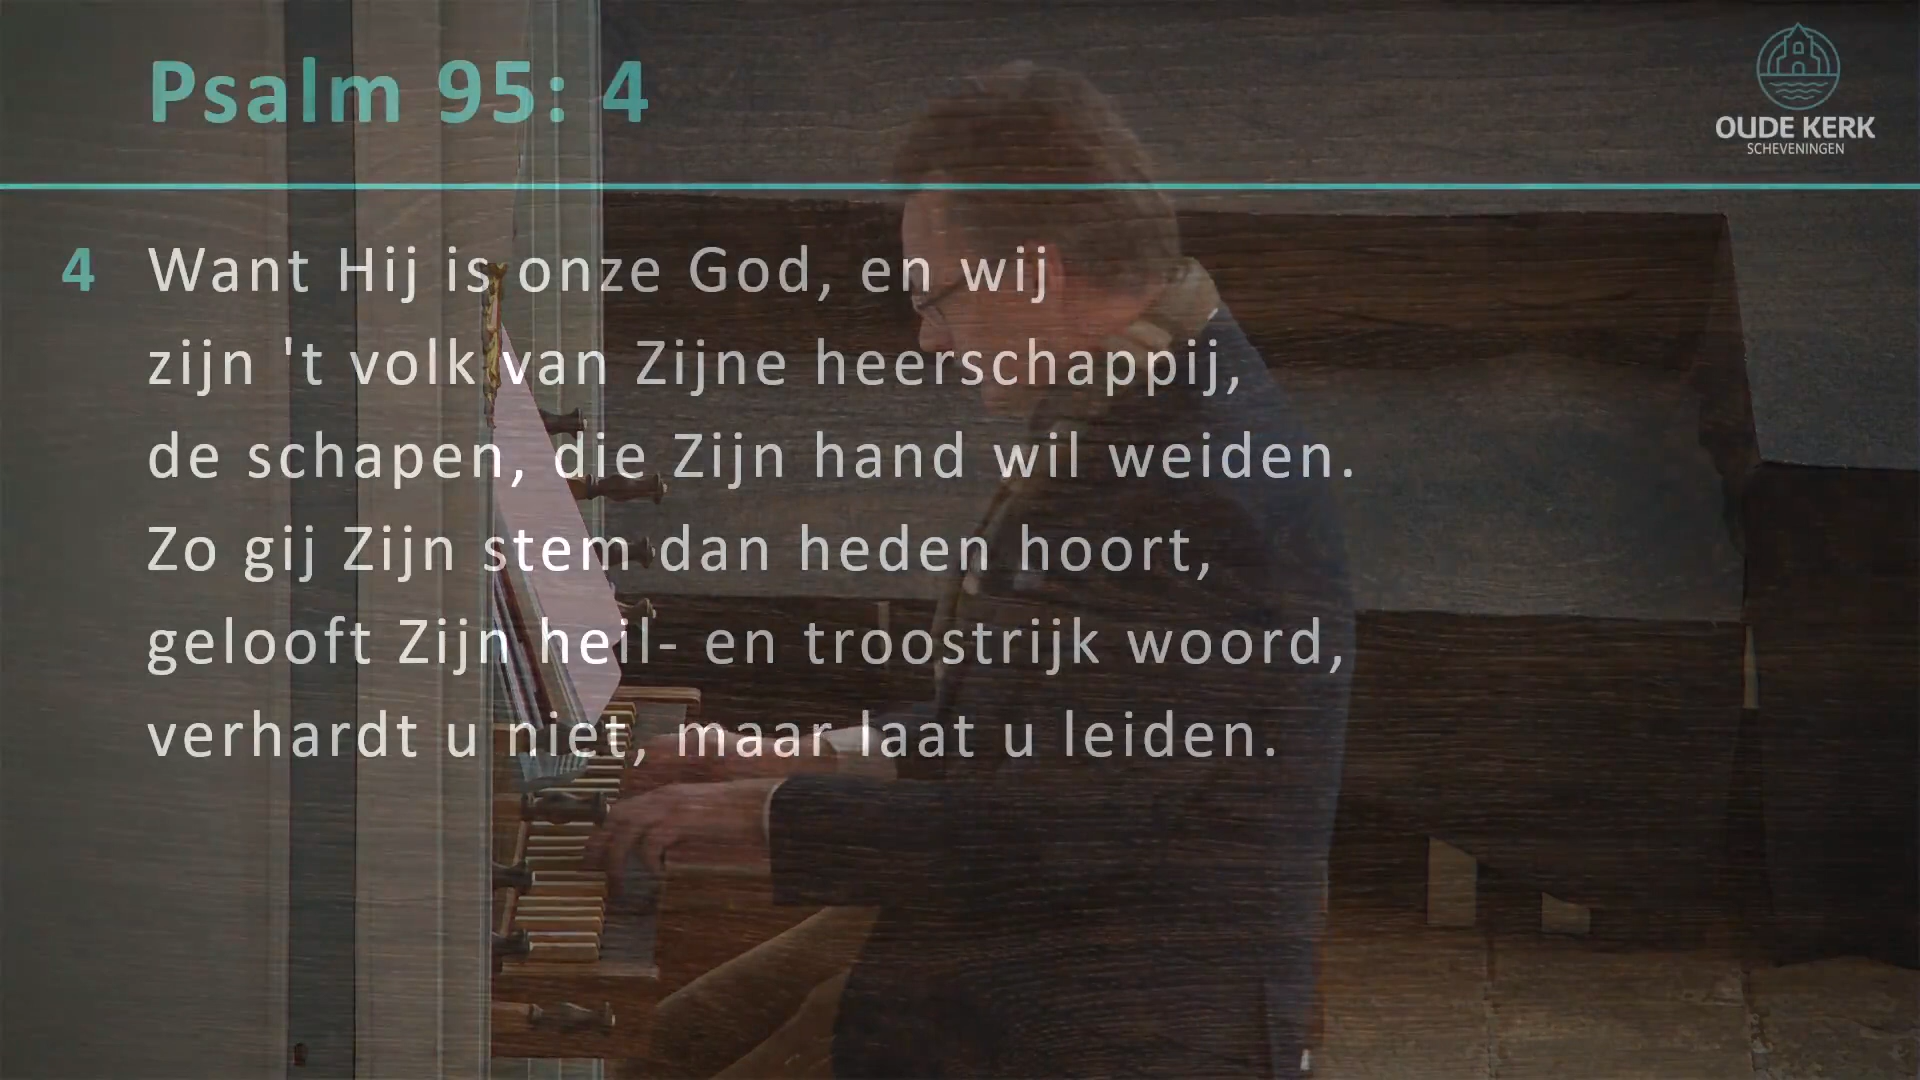 Psalm 95: 4
OUDE KERK
SCHEVENINGEN
4 Want Hij is onze God, en wij
zijn 't volk van Zijne heerschappij,
de schapen, die Zijn hand wil weiden.
Zo gij Zijn stem dan heden hoort,
gelooft Zijn heil- en troostrijk woord,
verhardt u niet, maar laat u leiden.